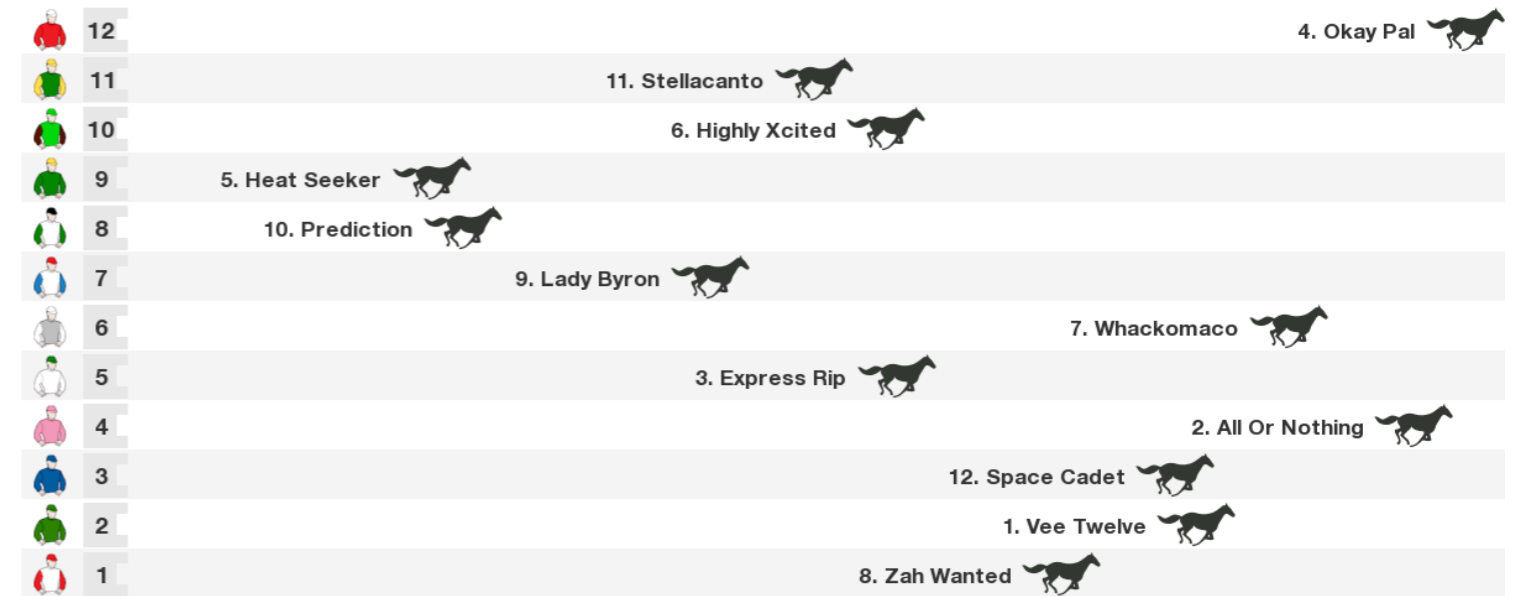 12 4. Okay Pal
11 11. Stellacanto
10 6. Highly Xcited
9 5. Heat Seeker
8 10. Prediction
7 9. Lady Byron
6 7. Whackomaco
5 3. Express Rip
4 2. All Or Nothing
3 12. Space Cadet
2 1. Vee Twelve
1 8. Zah Wanted